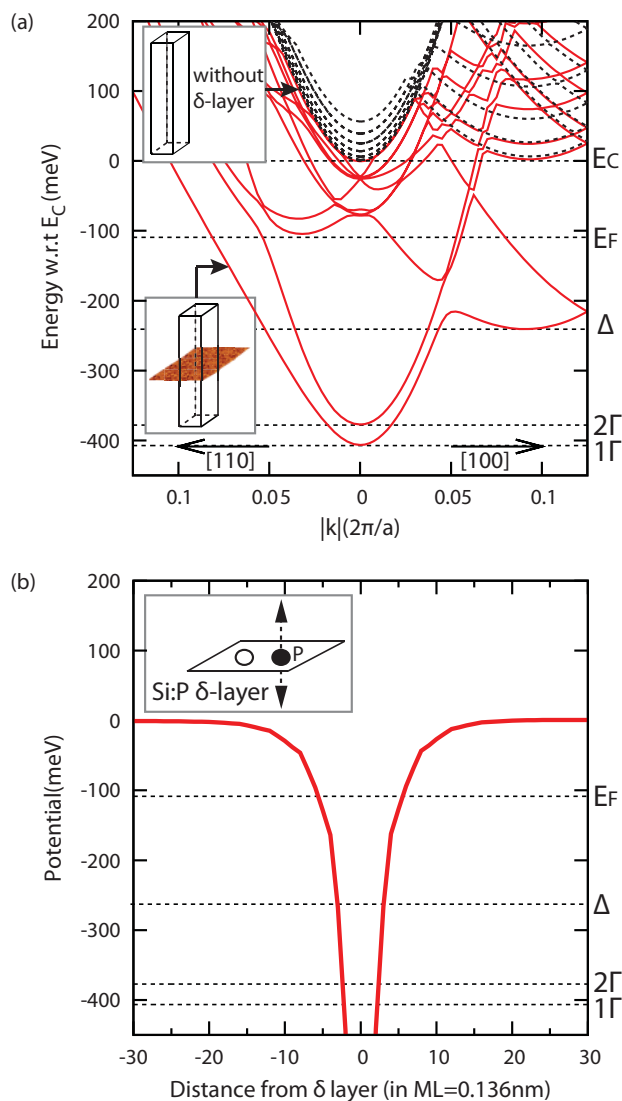 (a)
200
100
0
-100
-200
-300
-400
Energy w.r.t E_C (meV)
without
δ-layer
E_C
E_F
Δ
2Γ
1Γ
[110]
[100]
0.1
0.05
0
0.05
0.1
|k|(2π/a)
(b)
200
100
0
-100
-200
-300
-400
Potential(meV)
P
Si:P δ-layer
E_F
Δ
2Γ
1Γ
-30
-20
-10
0
10
20
30
Distance from δ layer (in ML=0.136nm)